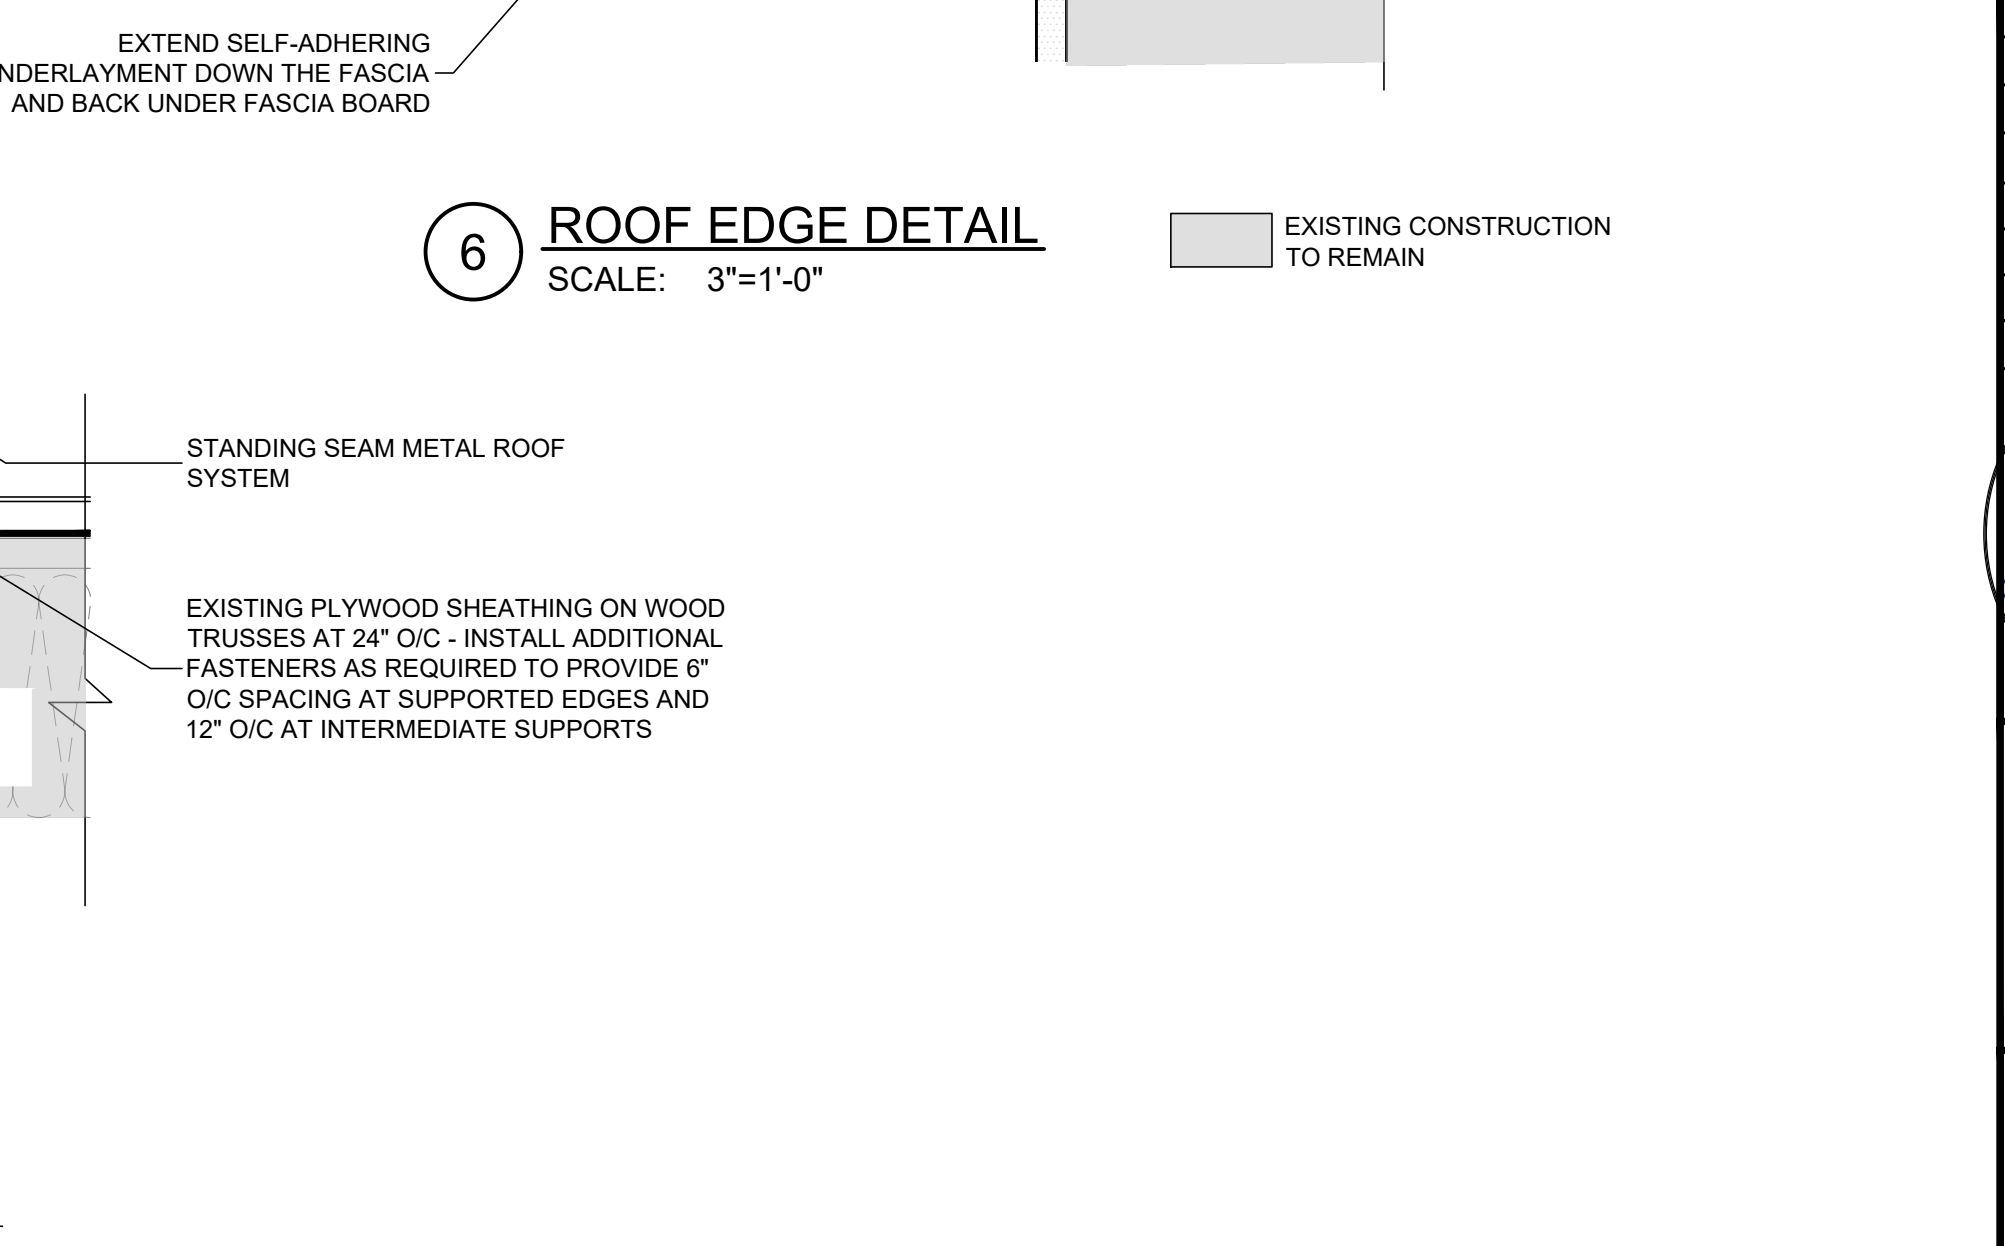 EXTEND SELF-ADHERING
NDERLAYMENT DOWN THE FASCIA
AND BACK UNDER FASCIA BOARD
6
ROOF EDGE DETAIL
SCALE: 3"=1'-0"
EXISTING CONSTRUCTION
TO REMAIN
STANDING SEAM METAL ROOF
SYSTEM
EXISTING PLYWOOD SHEATHING ON WOOD
TRUSSES AT 24" O/C - INSTALL ADDITIONAL
FASTENERS AS REQUIRED TO PROVIDE 6"
O/C SPACING AT SUPPORTED EDGES AND
12" O/C AT INTERMEDIATE SUPPORTS